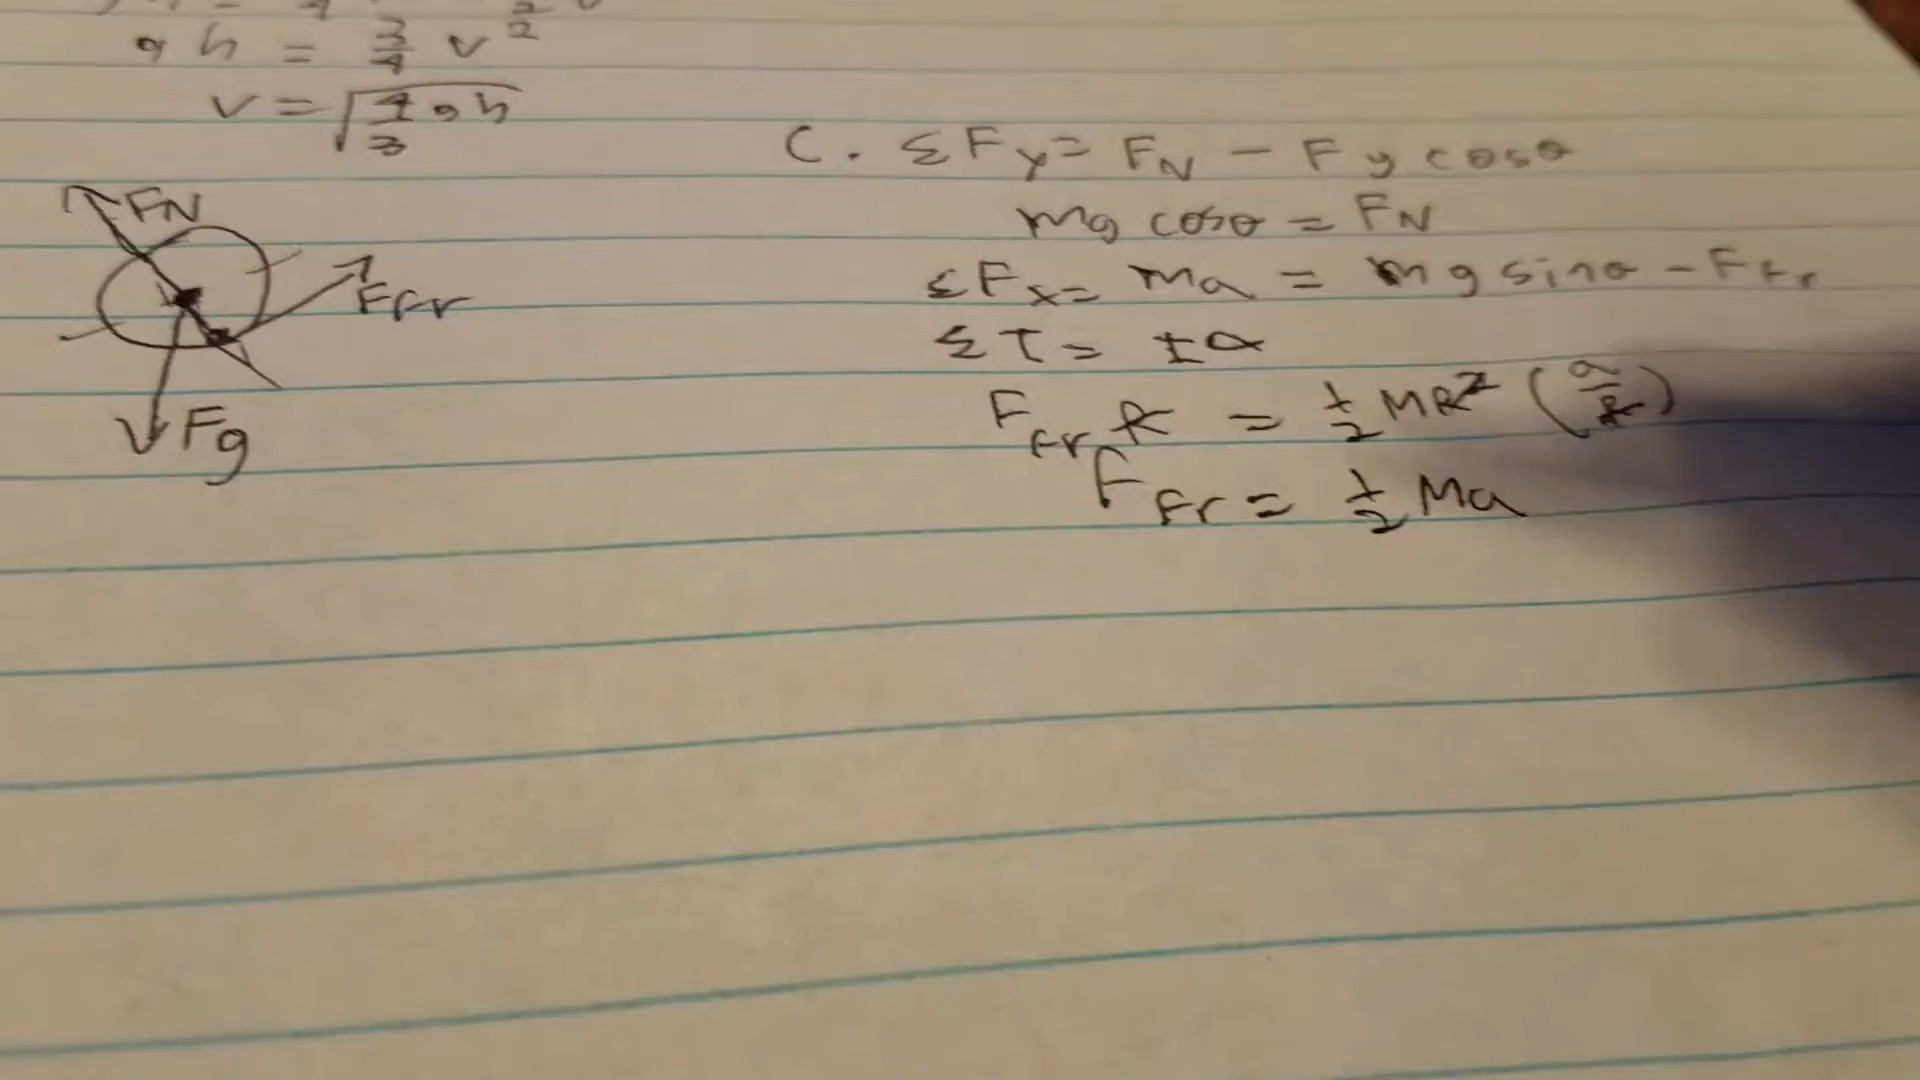 gh = 3/4 v²
v = √(4/3 gh)
FN
Ffr
Fg
C. ΣFy = FN - Fg cosθ
mg cosθ = FN
ΣFx = Ma = mg sinθ - Ffr
Στ = Iα
Ffr R = 1/2 MR² (a/R)
Ffr = 1/2 Ma